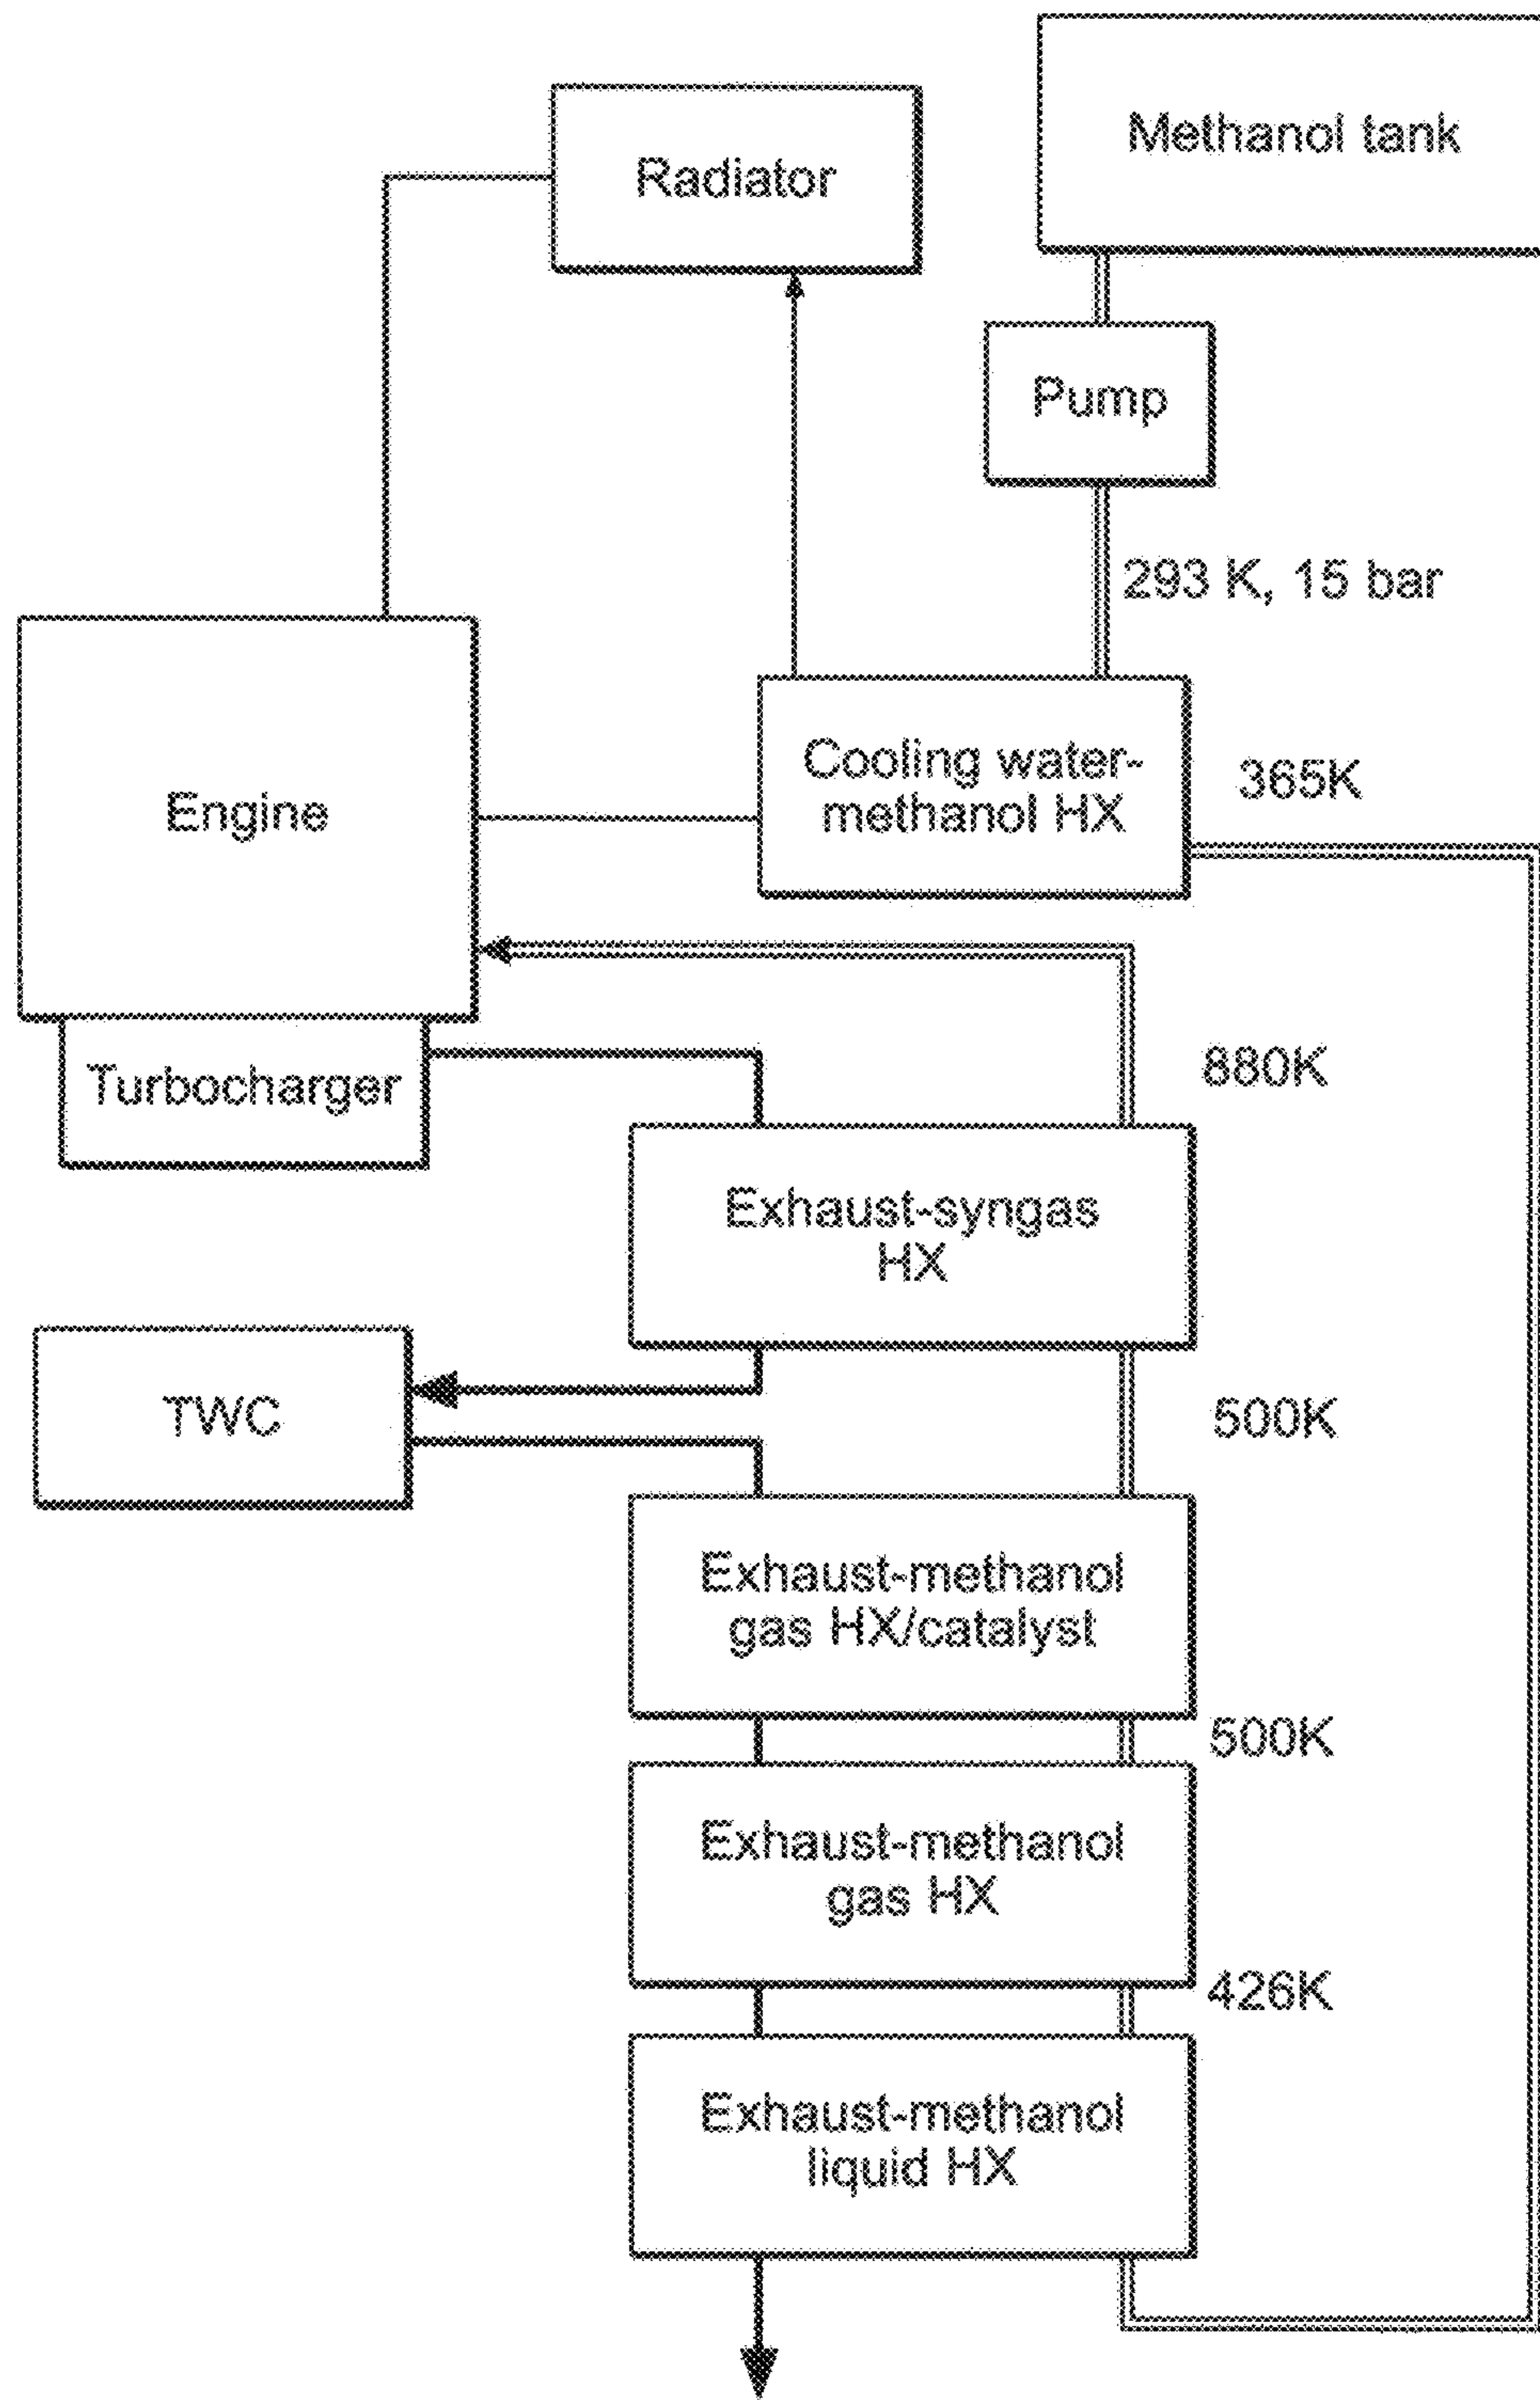 Methanol tank
Radiator
Pump
293 K, 15 bar
Cooling water-
methanol HX
365K
Engine
880K
Turbocharger
Exhaust-syngas
HX
TWC
500K
Exhaust-methanol
gas HX/catalyst
500K
Exhaust-methanol
gas HX
426K
Exhaust-methanol
liquid HX